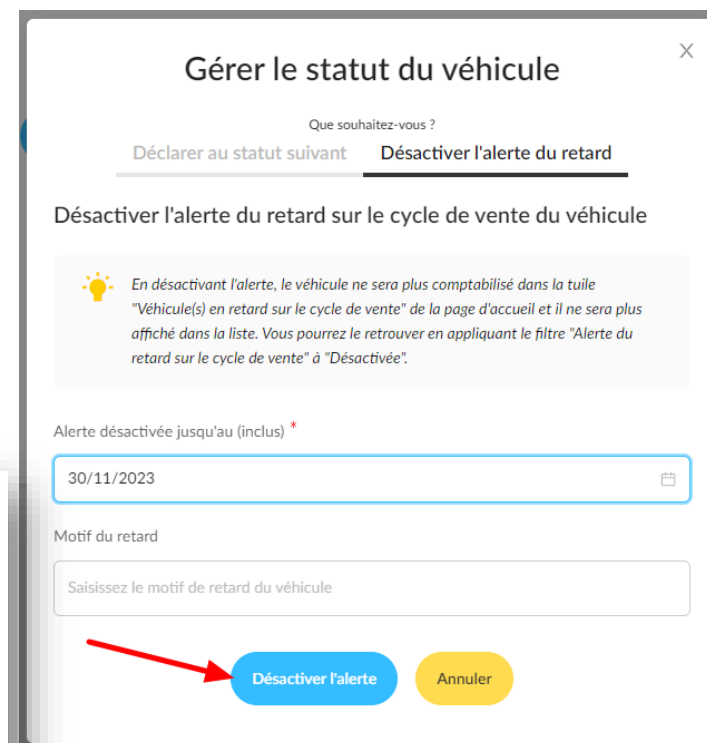 Gérer le statut du véhicule
X
Que souhaitez-vous ?
Déclarer au statut suivant Désactiver l'alerte du retard
Désactiver l'alerte du retard sur le cycle de vente du véhicule
En désactivant l'alerte, le véhicule ne sera plus comptabilisé dans la tuile
"Véhicule(s) en retard sur le cycle de vente" de la page d'accueil et il ne sera plus
affiché dans la liste. Vous pourrez le retrouver en appliquant le filtre "Alerte du
retard sur le cycle de vente" à "Désactivée".
Alerte désactivée jusqu'au (inclus) *
30/11/2023
Motif du retard
Saisissez le motif de retard du véhicule
Désactiver l'alerte Annuler